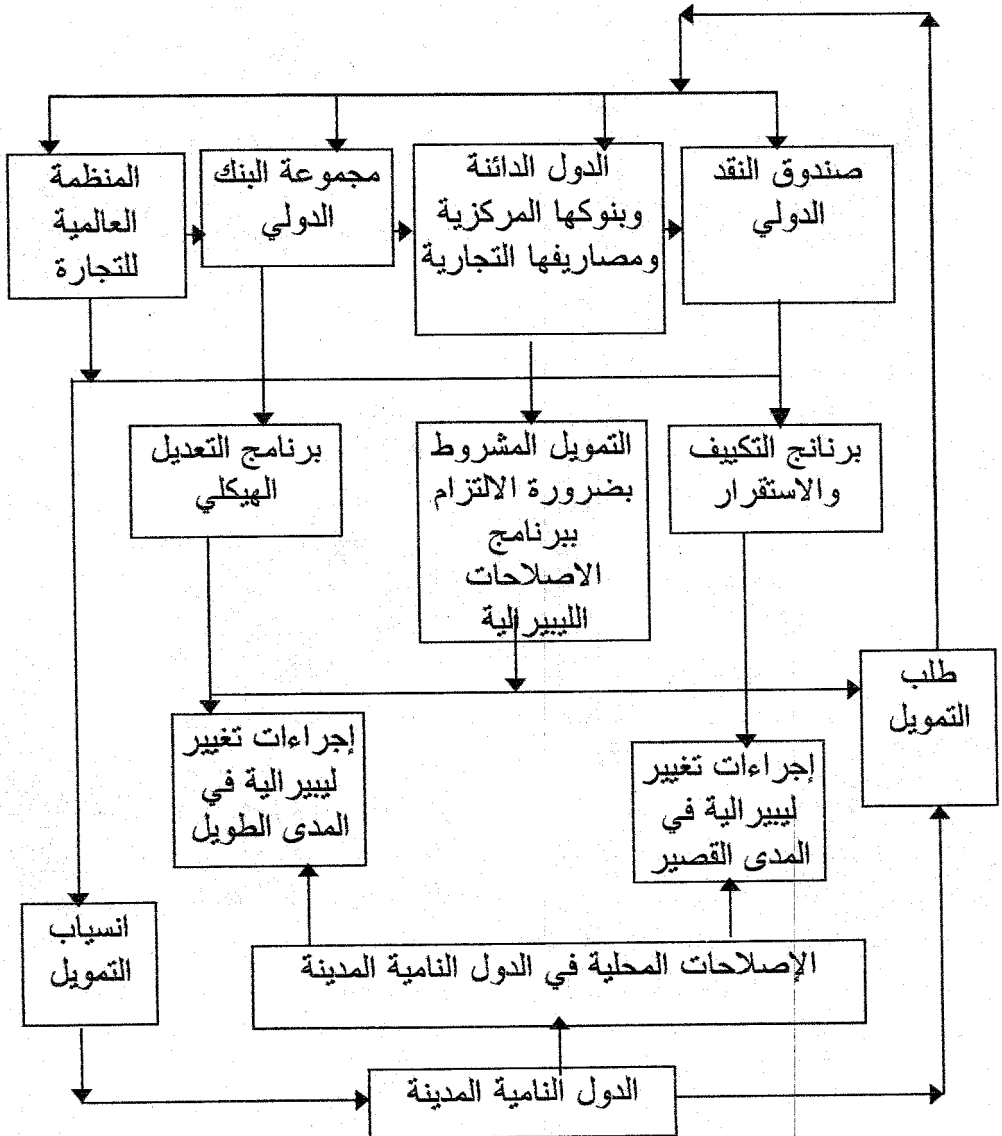 صندوق النقد
الدولي
الدول الدائنة
وبنوكها المركزية
ومصاريفها التجارية
مجموعة البنك
الدولي
المنظمة
العالمية
للتجارة
برنانج التكييف
والاستقرار
التمويل المشروط
بضرورة الالتزام
ببرنامج
الاصلاحات
الليبيرالية
برنامج التعديل
الهيكلي
طلب
التمويل
إجراءات تغيير
ليبيرالية في
المدى القصير
إجراءات تغيير
ليبيرالية في
المدى الطويل
انسياب
التمويل
الإصلاحات المحلية في الدول النامية المدينة
الدول النامية المدينة